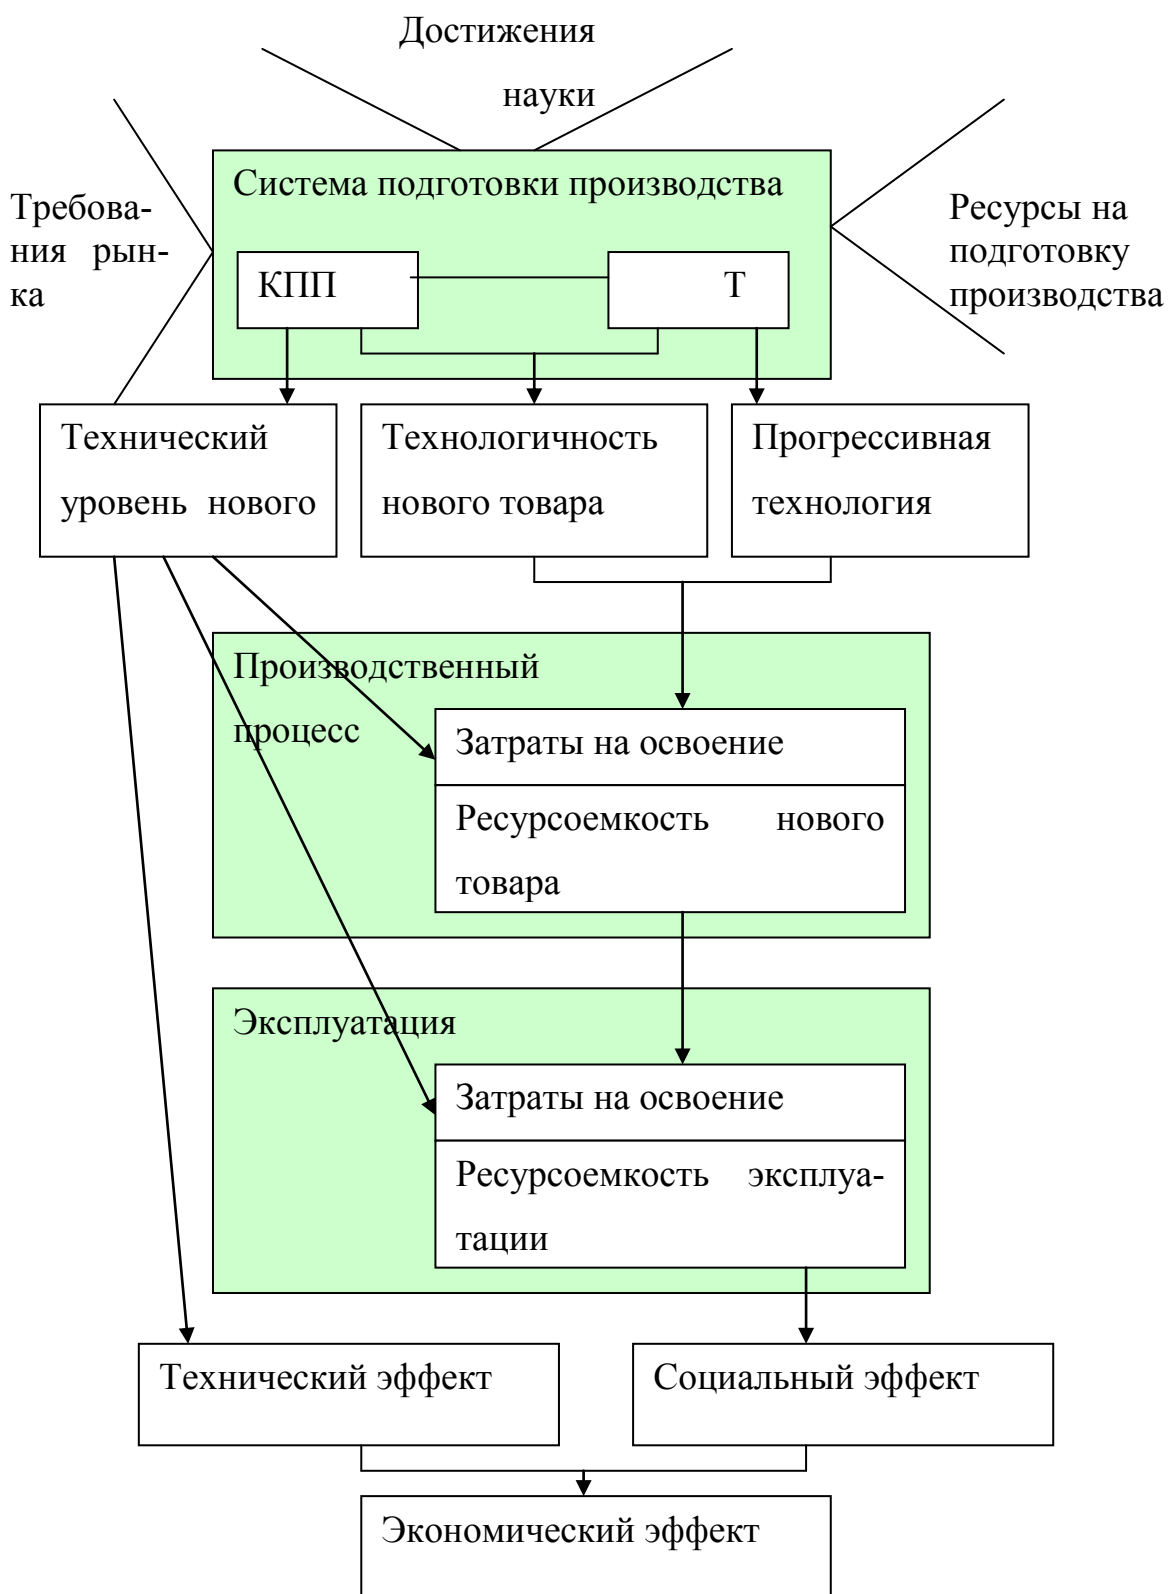 Достижения
науки
Система подготовки производства
Требова-
ния рын-
ка
Ресурсы на
подготовку
производства
КПП
Т
Технический
уровень нового
Технологичность
нового товара
Прогрессивная
технология
Производственный
процесс
Затраты на освоение
Ресурсоемкость нового
товара
Эксплуатация
Затраты на освоение
Ресурсоемкость эксплуа-
тации
Технический эффект
Социальный эффект
Экономический эффект